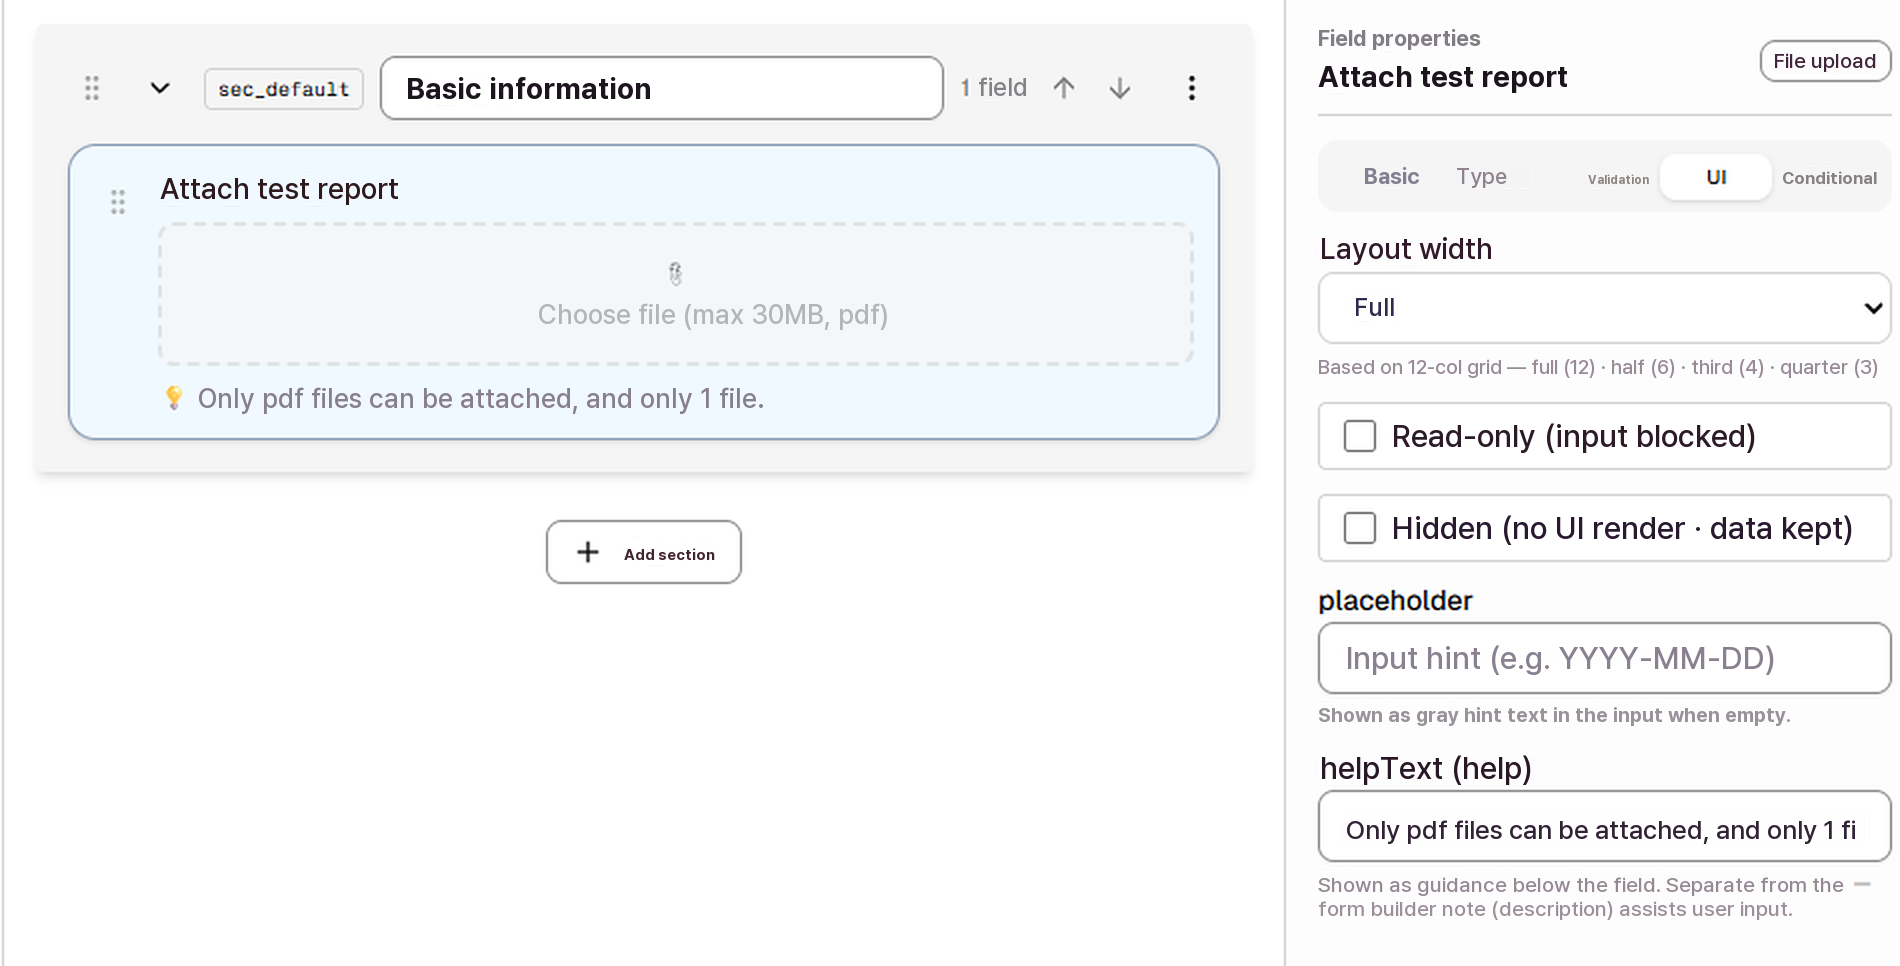 sec_default
Basic information
1 field
Attach test report
Choose file (max 30MB, pdf)
Only pdf files can be attached, and only 1 file.
Add section
Field properties
Attach test report
File upload
Basic
Type
Validation
UI
Conditional
Layout width
Full
Based on 12-col grid — full (12) · half (6) · third (4) · quarter (3)
Read-only (input blocked)
Hidden (no UI render · data kept)
placeholder
Input hint (e.g. YYYY-MM-DD)
Shown as gray hint text in the input when empty.
helpText (help)
Only pdf files can be attached, and only 1 fi
Shown as guidance below the field. Separate from the —
form builder note (description) assists user input.